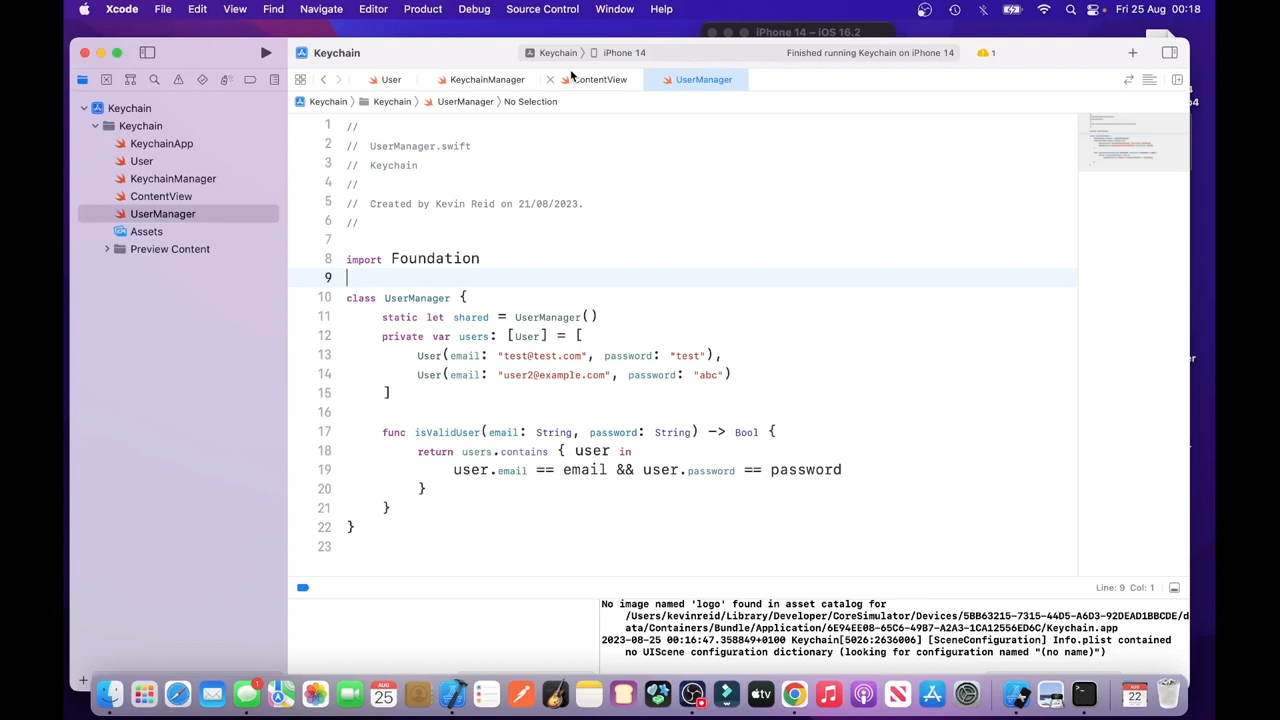 Xcode File Edit View Find Navigate Editor Product Debug Source Control Window Help Fri 25 Aug 00:18
iPhone 14 – iOS 16.2
Keychain Keychain iPhone 14 Finished running Keychain on iPhone 14 1
User KeychainManager ContentView UserManager
Keychain Keychain UserManager No Selection
Keychain
Keychain
KeychainApp
User
KeychainManager
ContentView
UserManager
Assets
Preview Content
1 //
2 // UserManager.swift
3 // Keychain
4 //
5 // Created by Kevin Reid on 21/08/2023.
6 //
7
8 import Foundation
9
10 class UserManager {
11 static let shared = UserManager()
12 private var users: [User] = [
13 User(email: "test@test.com", password: "test"),
14 User(email: "user2@example.com", password: "abc")
15 ]
16
17 func isValidUser(email: String, password: String) -> Bool {
18 return users.contains { user in
19 user.email == email && user.password == password
20 }
21 }
22 }
23
Line: 9 Col: 1
No image named 'logo' found in asset catalog for
/Users/kevinreid/Library/Developer/CoreSimulator/Devices/5BB63215-7315-44D5-A6D3-92DEAD1BBCDE/d
ata/Containers/Bundle/Application/6E94EE08-65C6-49B7-A2A3-1CA12556ED6C/Keychain.app
2023-08-25 00:16:47.358849+0100 Keychain[5026:2636006] [SceneConfiguration] Info.plist contained
no UIScene configuration dictionary (looking for configuration named "(no name)")
AUG
25
1
tv
AUG
22